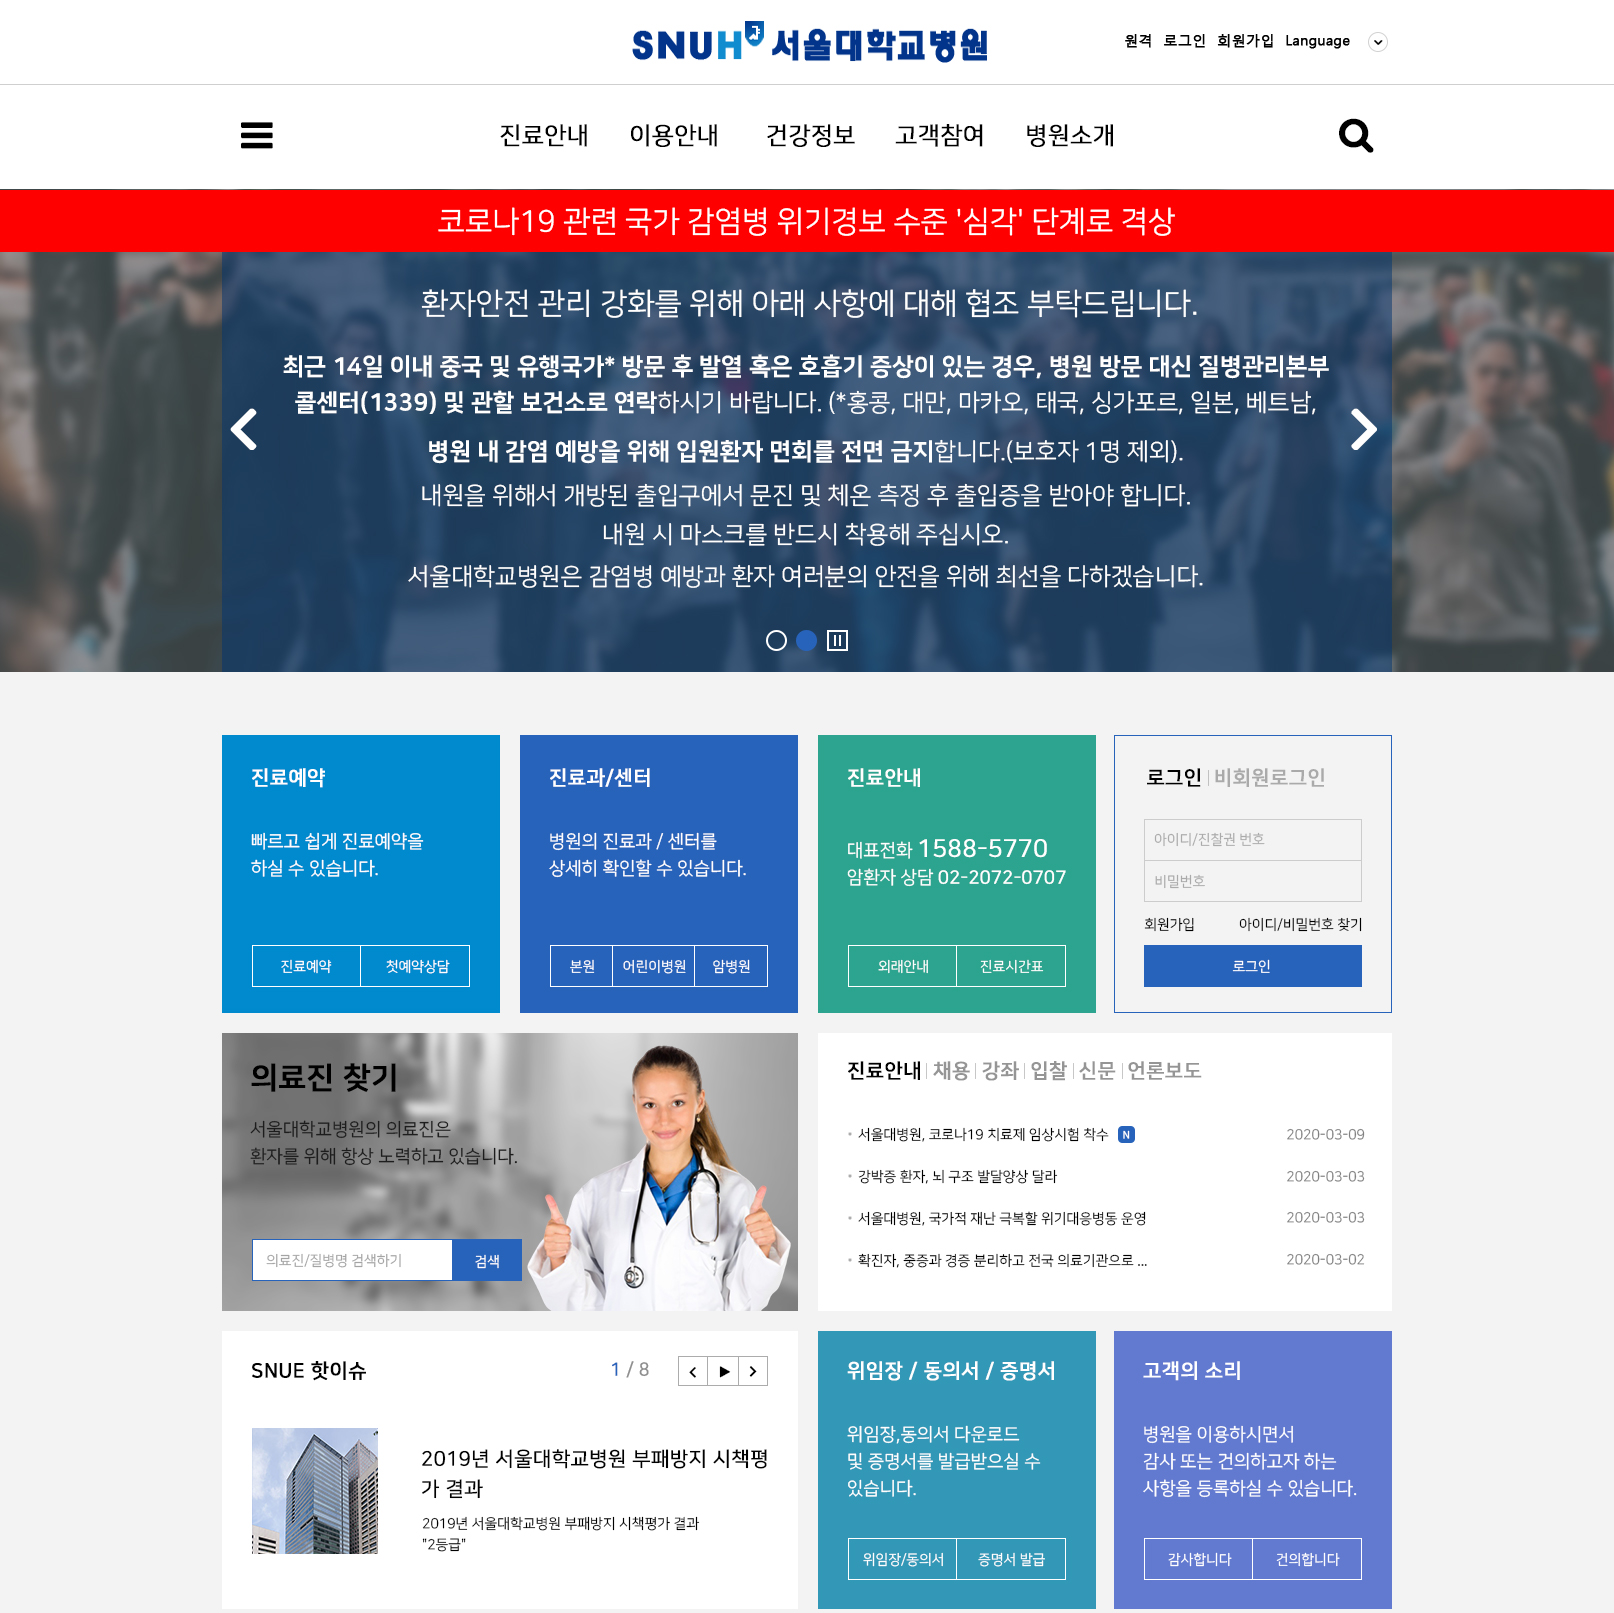 SNUH 서울대학교병원
원격 로그인 회원가입 Language
진료안내 이용안내 건강정보 고객참여 병원소개
코로나19 관련 국가 감염병 위기경보 수준 '심각' 단계로 격상
환자안전 관리 강화를 위해 아래 사항에 대해 협조 부탁드립니다.
최근 14일 이내 중국 및 유행국가* 방문 후 발열 혹은 호흡기 증상이 있는 경우, 병원 방문 대신 질병관리본부
콜센터(1339) 및 관할 보건소로 연락하시기 바랍니다. (*홍콩, 대만, 마카오, 태국, 싱가포르, 일본, 베트남,
병원 내 감염 예방을 위해 입원환자 면회를 전면 금지합니다.(보호자 1명 제외).
내원을 위해서 개방된 출입구에서 문진 및 체온 측정 후 출입증을 받아야 합니다.
내원 시 마스크를 반드시 착용해 주십시오.
서울대학교병원은 감염병 예방과 환자 여러분의 안전을 위해 최선을 다하겠습니다.
진료예약
빠르고 쉽게 진료예약을
하실 수 있습니다.
진료예약 첫예약상담
진료과/센터
병원의 진료과 / 센터를
상세히 확인할 수 있습니다.
본원 어린이병원 암병원
진료안내
대표전화 1588-5770
암환자 상담 02-2072-0707
외래안내 진료시간표
로그인 | 비회원로그인
아이디/진찰권 번호
비밀번호
회원가입 아이디/비밀번호 찾기
로그인
의료진 찾기
서울대학교병원의 의료진은
환자를 위해 항상 노력하고 있습니다.
의료진/질병명 검색하기 검색
진료안내 | 채용 | 강좌 | 입찰 | 신문 | 언론보도
서울대병원, 코로나19 치료제 임상시험 착수 N 2020-03-09
강박증 환자, 뇌 구조 발달양상 달라 2020-03-03
서울대병원, 국가적 재난 극복할 위기대응병동 운영 2020-03-03
확진자, 중증과 경증 분리하고 전국 의료기관으로 ... 2020-03-02
SNUE 핫이슈 1 / 8
2019년 서울대학교병원 부패방지 시책평
가 결과
2019년 서울대학교병원 부패방지 시책평가 결과
"2등급"
위임장 / 동의서 / 증명서
위임장,동의서 다운로드
및 증명서를 발급받으실 수
있습니다.
위임장/동의서 증명서 발급
고객의 소리
병원을 이용하시면서
감사 또는 건의하고자 하는
사항을 등록하실 수 있습니다.
감사합니다 건의합니다